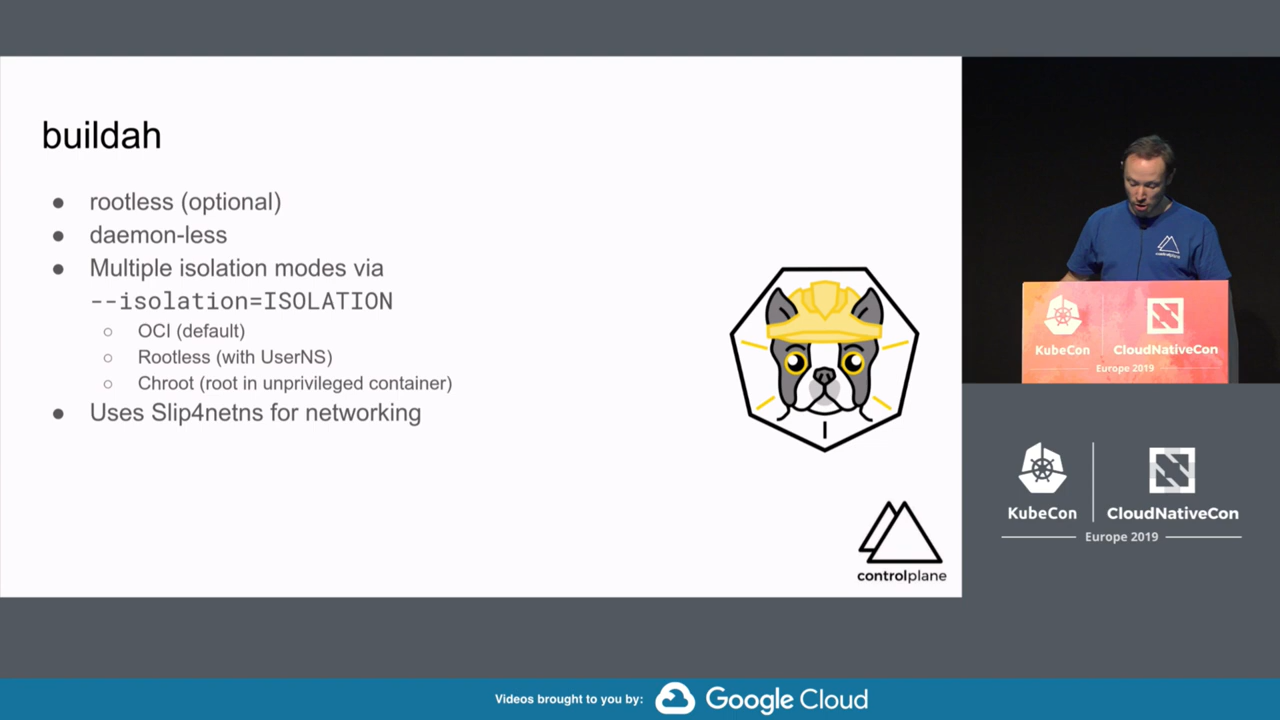 buildah
● rootless (optional)
● daemon-less
● Multiple isolation modes via
--isolation=ISOLATION
○ OCI (default)
○ Rootless (with UserNS)
○ Chroot (root in unprivileged container)
● Uses Slip4netns for networking
controlplane
controlplane
KubeCon
CloudNativeCon
Europe 2019
KubeCon
CloudNativeCon
Europe 2019
Videos brought to you by: Google Cloud